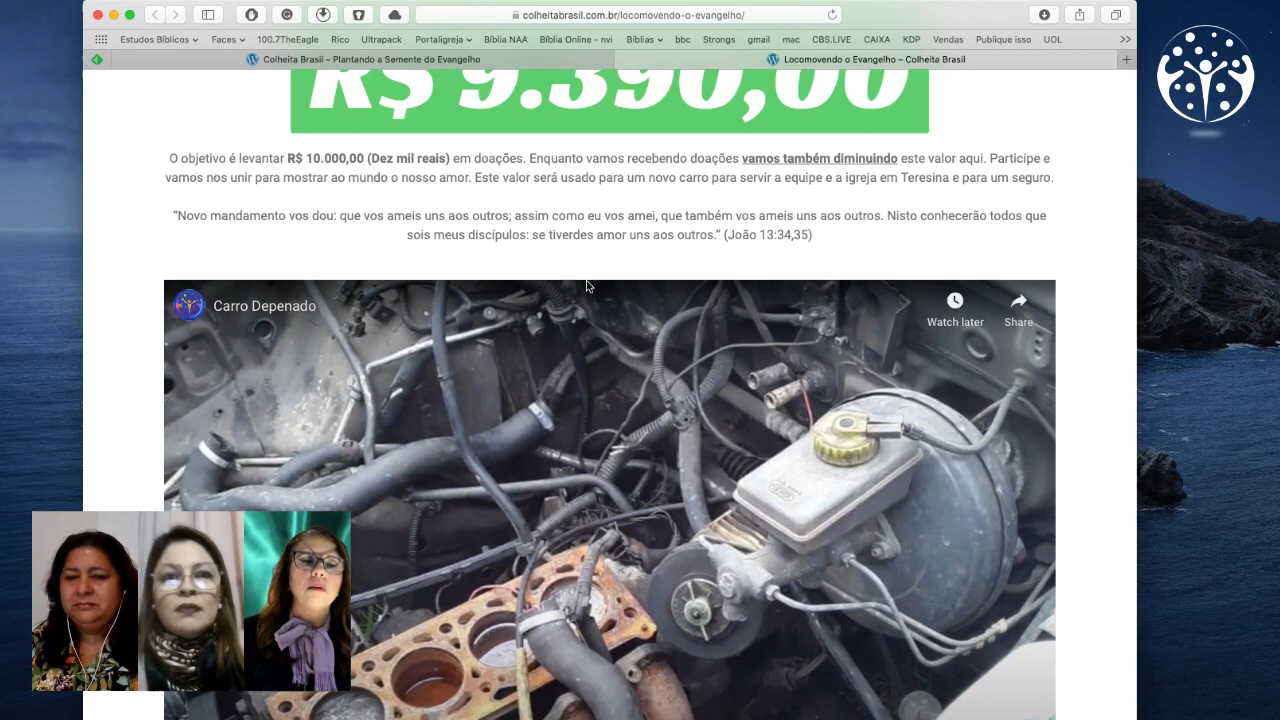 colheitabrasil.com.br/locomovendo-o-evangelho/
Estudos Bíblicos Faces 100.7TheEagle Rico Ultrapack Portaligreja Bíblia NAA Bíblia Online - nvi Bíblias bbc Strongs gmail mac CBS.LIVE CAIXA KDP Vendas Publique isso UOL >>
Colheita Brasil – Plantando a Semente do Evangelho Locomovendo o Evangelho – Colheita Brasil
R$ 9.390,00
O objetivo é levantar R$ 10.000,00 (Dez mil reais) em doações. Enquanto vamos recebendo doações vamos também diminuindo este valor aqui. Participe e
vamos nos unir para mostrar ao mundo o nosso amor. Este valor será usado para um novo carro para servir a equipe e a igreja em Teresina e para um seguro.
“Novo mandamento vos dou: que vos ameis uns aos outros; assim como eu vos amei, que também vos ameis uns aos outros. Nisto conhecerão todos que
sois meus discípulos: se tiverdes amor uns aos outros.” (João 13:34,35)
Carro Depenado
Watch later Share